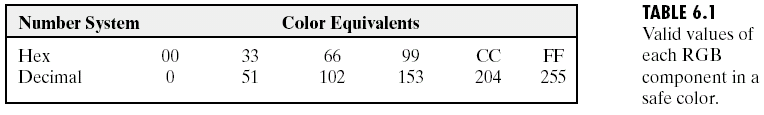 Number System Color Equivalents
Hex 00 33 66 99 CC FF
Decimal 0 51 102 153 204 255
TABLE 6.1
Valid values of
each RGB
component in a
safe color.